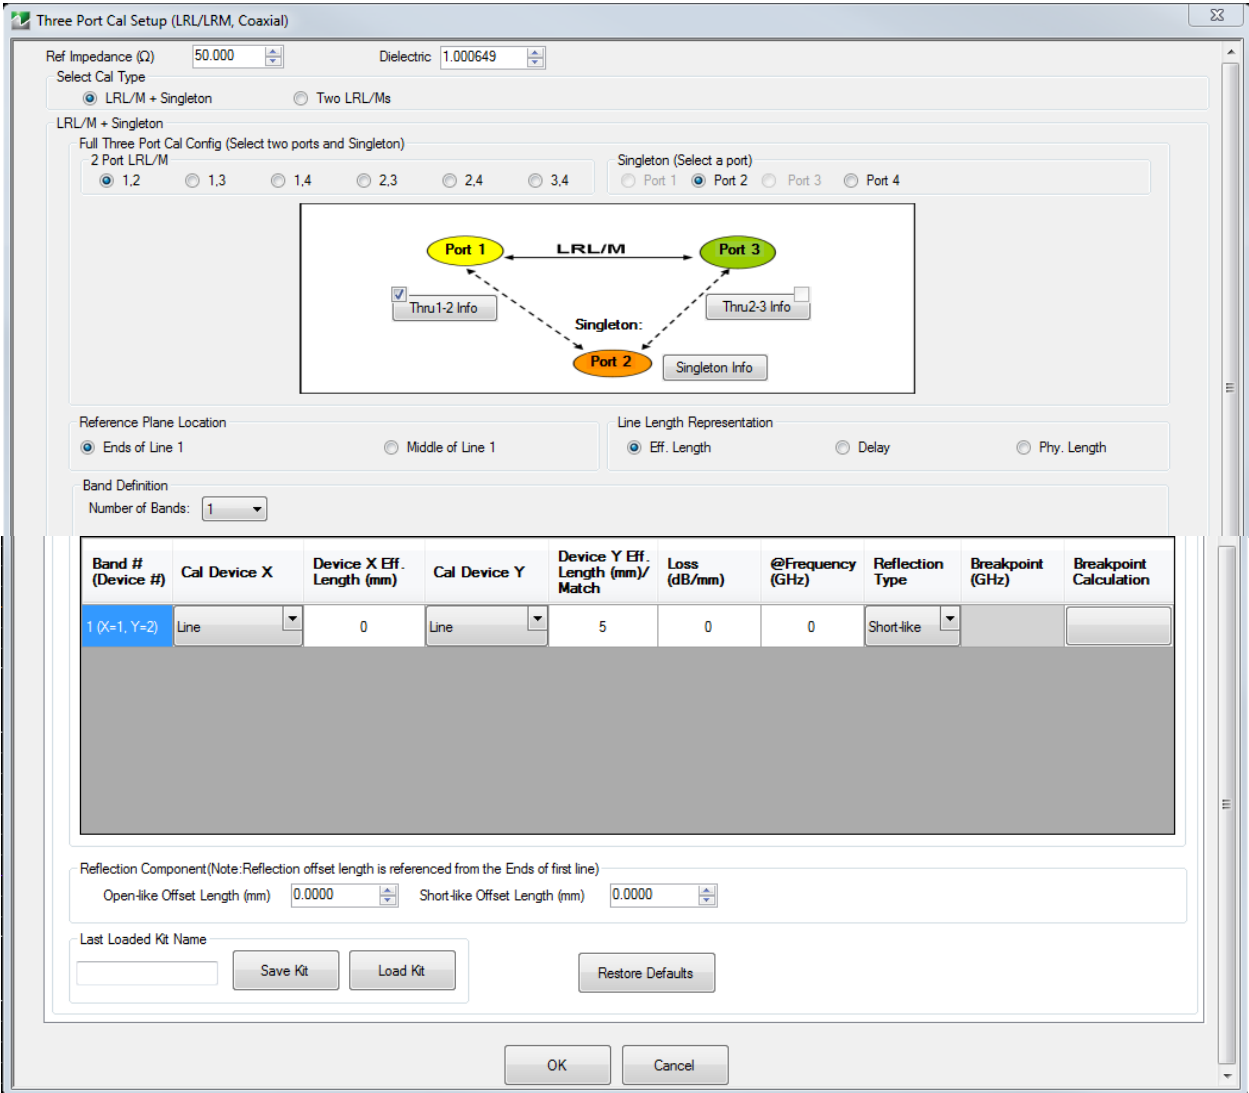 Three Port Cal Setup (LRL/LRM, Coaxial)
Ref Impedance (Ω) 50.000 Dielectric 1.000649
Select Cal Type
LRL/M + Singleton Two LRL/Ms
LRL/M + Singleton
Full Three Port Cal Config (Select two ports and Singleton)
2 Port LRL/M Singleton (Select a port)
1,2 1,3 1,4 2,3 2,4 3,4 Port 1 Port 2 Port 3 Port 4
Port 1 LRL/M Port 3
Thru1-2 Info Thru2-3 Info
Singleton:
Port 2 Singleton Info
Reference Plane Location Line Length Representation
Ends of Line 1 Middle of Line 1 Eff. Length Delay Phy. Length
Band Definition
Number of Bands: 1
Band # (Device #) Cal Device X Device X Eff. Length (mm) Cal Device Y Device Y Eff. Length (mm)/ Match Loss (dB/mm) @Frequency (GHz) Reflection Type Breakpoint (GHz) Breakpoint Calculation
1 (X=1, Y=2) Line 0 Line 5 0 0 Short-like
Reflection Component(Note:Reflection offset length is referenced from the Ends of first line)
Open-like Offset Length (mm) 0.0000 Short-like Offset Length (mm) 0.0000
Last Loaded Kit Name
Save Kit Load Kit Restore Defaults
OK Cancel